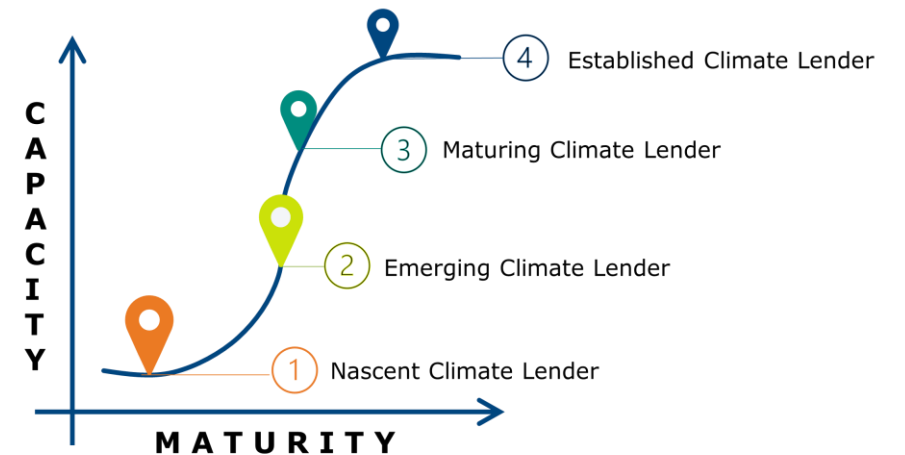 CAPACITY
4 Established Climate Lender
3 Maturing Climate Lender
2 Emerging Climate Lender
1 Nascent Climate Lender
MATURITY